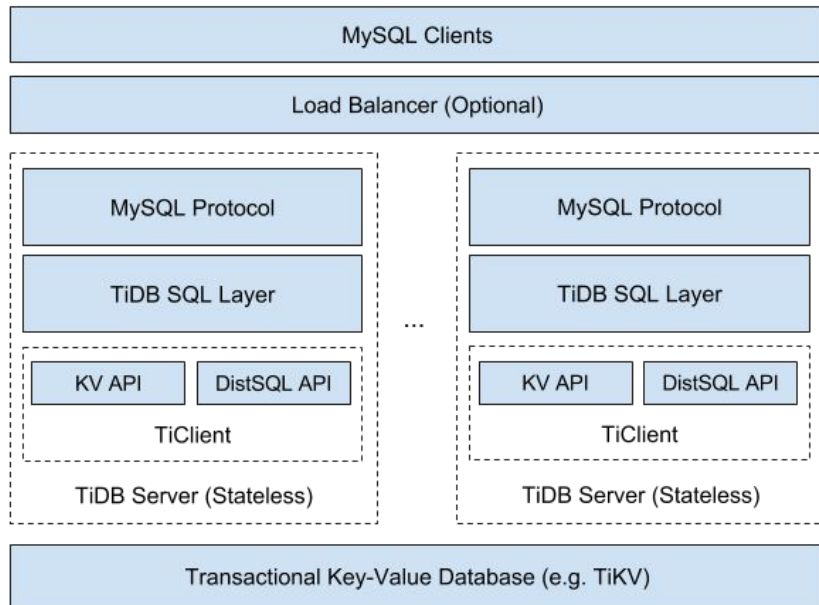 MySQL Clients
Load Balancer (Optional)
MySQL Protocol
TiDB SQL Layer
KV API
DistSQL API
TiClient
TiDB Server (Stateless)
...
MySQL Protocol
TiDB SQL Layer
KV API
DistSQL API
TiClient
TiDB Server (Stateless)
Transactional Key-Value Database (e.g. TiKV)